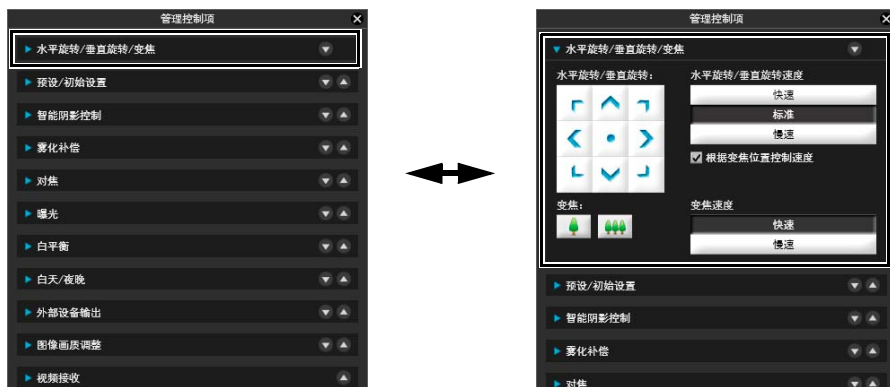 管理控制项
水平旋转/垂直旋转/变焦
预设/初始设置
智能阴影控制
雾化补偿
对焦
曝光
白平衡
白天/夜晚
外部设备输出
图像画质调整
视频接收
管理控制项
水平旋转/垂直旋转/变焦
水平旋转/垂直旋转：
水平旋转/垂直旋转速度
快速
标准
慢速
根据变焦位置控制速度
变焦：
变焦速度
快速
慢速
预设/初始设置
智能阴影控制
雾化补偿
对焦